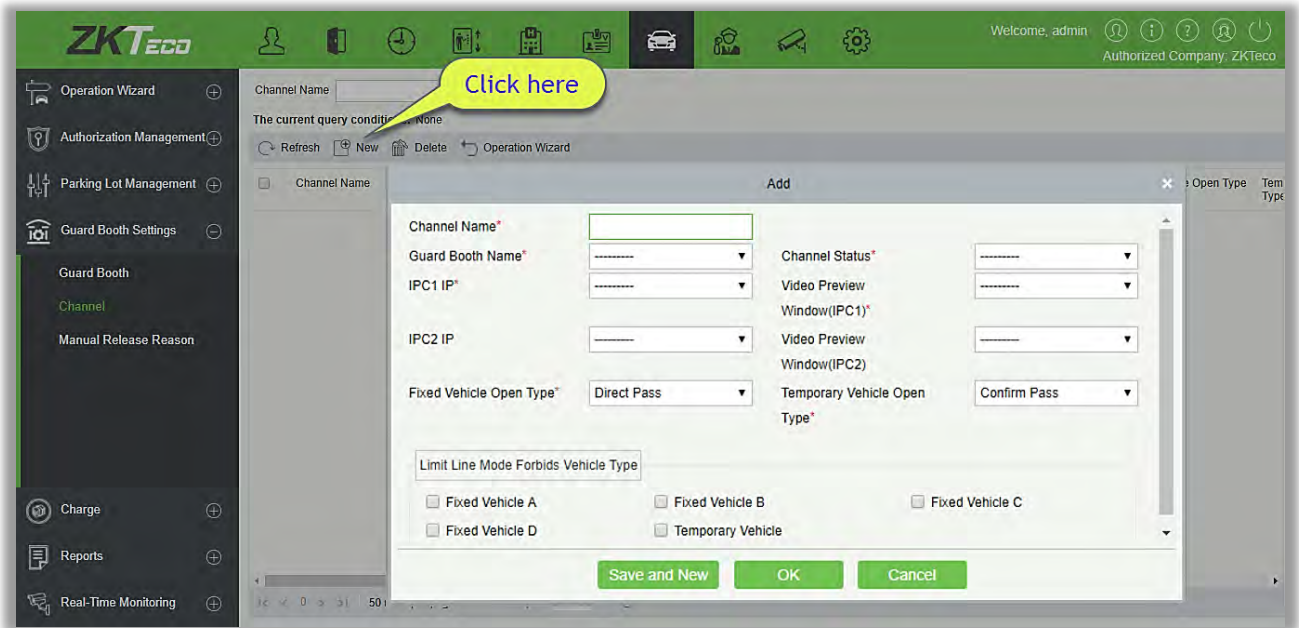 ZKTeco
Welcome, admin
Authorized Company: ZKTeco
Operation Wizard
Authorization Management
Parking Lot Management
Guard Booth Settings
Guard Booth
Channel
Manual Release Reason
Charge
Reports
Real-Time Monitoring
Channel Name
Click here
The current query None
Refresh New Delete Operation Wizard
Channel Name
Open Type
Add
Channel Name*
Guard Booth Name* --------- Channel Status* ---------
IPC1 IP* --------- Video Preview ---------
Window(IPC1)*
IPC2 IP --------- Video Preview ---------
Window(IPC2)
Fixed Vehicle Open Type* Direct Pass Temporary Vehicle Open Confirm Pass
Type*
Limit Line Mode Forbids Vehicle Type
Fixed Vehicle A Fixed Vehicle B Fixed Vehicle C
Fixed Vehicle D Temporary Vehicle
Save and New OK Cancel
0 50